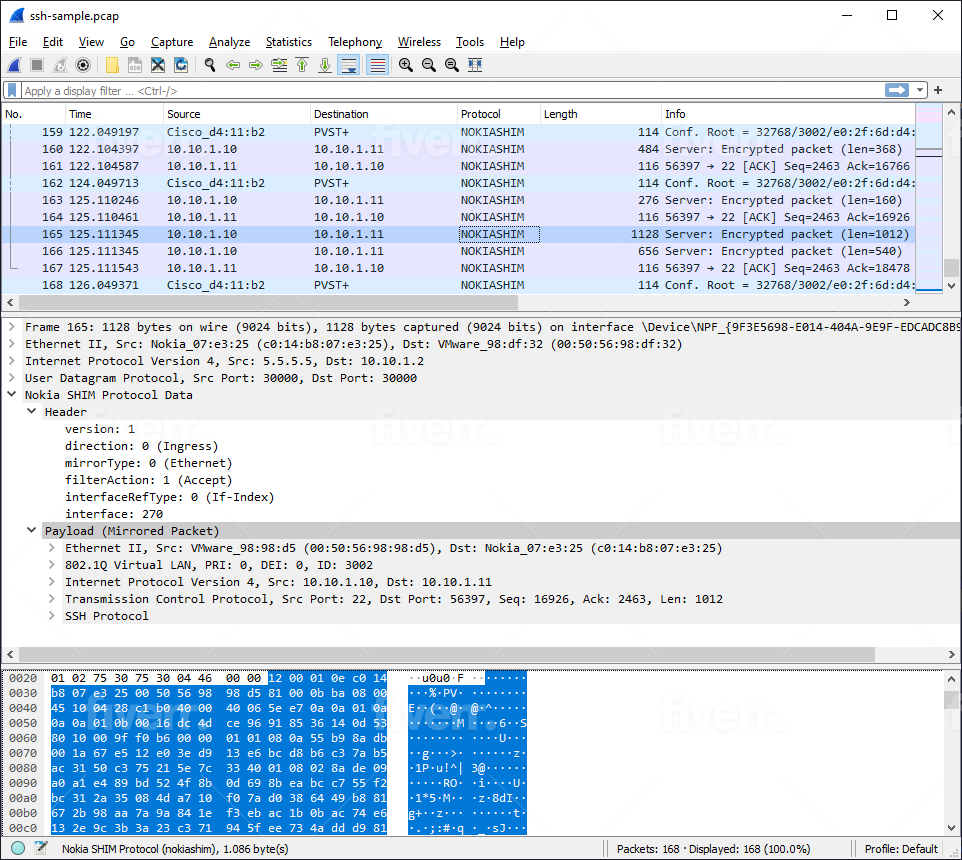 ssh-sample.pcap
File Edit View Go Capture Analyze Statistics Telephony Wireless Tools Help
Apply a display filter ... <Ctrl-/>
No. Time Source Destination Protocol Length Info
159 122.049197 Cisco_d4:11:b2 PVST+ NOKIASHIM 114 Conf. Root = 32768/3002/e0:2f:6d:d4:
160 122.104397 10.10.1.10 10.10.1.11 NOKIASHIM 484 Server: Encrypted packet (len=368)
161 122.104587 10.10.1.11 10.10.1.10 NOKIASHIM 116 56397 → 22 [ACK] Seq=2463 Ack=16766
162 124.049713 Cisco_d4:11:b2 PVST+ NOKIASHIM 114 Conf. Root = 32768/3002/e0:2f:6d:d4:
163 125.110246 10.10.1.10 10.10.1.11 NOKIASHIM 276 Server: Encrypted packet (len=160)
164 125.110461 10.10.1.11 10.10.1.10 NOKIASHIM 116 56397 → 22 [ACK] Seq=2463 Ack=16926
165 125.111345 10.10.1.10 10.10.1.11 NOKIASHIM 1128 Server: Encrypted packet (len=1012)
166 125.111345 10.10.1.10 10.10.1.11 NOKIASHIM 656 Server: Encrypted packet (len=540)
167 125.111543 10.10.1.11 10.10.1.10 NOKIASHIM 116 56397 → 22 [ACK] Seq=2463 Ack=18478
168 126.049371 Cisco_d4:11:b2 PVST+ NOKIASHIM 114 Conf. Root = 32768/3002/e0:2f:6d:d4:
Frame 165: 1128 bytes on wire (9024 bits), 1128 bytes captured (9024 bits) on interface \Device\NPF_{9F3E5698-E014-404A-9E9F-EDCADC8B9
Ethernet II, Src: Nokia_07:e3:25 (c0:14:b8:07:e3:25), Dst: VMware_98:df:32 (00:50:56:98:df:32)
Internet Protocol Version 4, Src: 5.5.5.5, Dst: 10.10.1.2
User Datagram Protocol, Src Port: 30000, Dst Port: 30000
Nokia SHIM Protocol Data
Header
version: 1
direction: 0 (Ingress)
mirrorType: 0 (Ethernet)
filterAction: 1 (Accept)
interfaceRefType: 0 (If-Index)
interface: 270
Payload (Mirrored Packet)
Ethernet II, Src: VMware_98:98:d5 (00:50:56:98:98:d5), Dst: Nokia_07:e3:25 (c0:14:b8:07:e3:25)
802.1Q Virtual LAN, PRI: 0, DEI: 0, ID: 3002
Internet Protocol Version 4, Src: 10.10.1.10, Dst: 10.10.1.11
Transmission Control Protocol, Src Port: 22, Dst Port: 56397, Seq: 16926, Ack: 2463, Len: 1012
SSH Protocol
0020 01 02 75 30 75 30 04 46 00 00 12 00 01 0e c0 14 ··u0u0·F ········
0030 b8 07 e3 25 00 50 56 98 98 d5 81 00 0b ba 08 00 ···%·PV· ········
0040 45 10 04 28 c1 b0 40 00 40 06 5e e7 0a 0a 01 0a E··(··@· @·^·····
0050 0a 0a 01 0b 00 16 dc 4d ce 96 91 85 36 14 0d 53 ·······M ····6··S
0060 80 10 00 9f f0 b6 00 00 01 01 08 0a 55 b9 8a db ········ ····U···
0070 00 1a 67 e5 12 e0 3e d9 13 e6 bc d8 b6 c3 7a b5 ··g···>· ······z·
0080 ac 31 50 c3 75 21 5e 7c 33 40 01 08 02 8a de 09 ·1P·u!^| 3@······
0090 a0 a1 e4 89 bd 52 4f 8b 0d 69 8b ea bc c7 55 f2 ·····RO· ·i····U·
00a0 bc 31 2a 35 08 4d a7 10 f0 7a d0 38 64 49 b8 81 ·1*5·M·· ·z·8dI··
00b0 67 2b 98 aa 7a 9a 84 1e f3 eb ac 1b 0b ac 74 e6 g+··z··· ······t·
00c0 13 2e 9c 3b 3a 23 c3 71 94 5f ee 73 4a dd d9 81 ·.·;:#·q ·_·sJ···
Nokia SHIM Protocol (nokiashim), 1.086 byte(s) Packets: 168 · Displayed: 168 (100.0%) Profile: Default
fiverr.